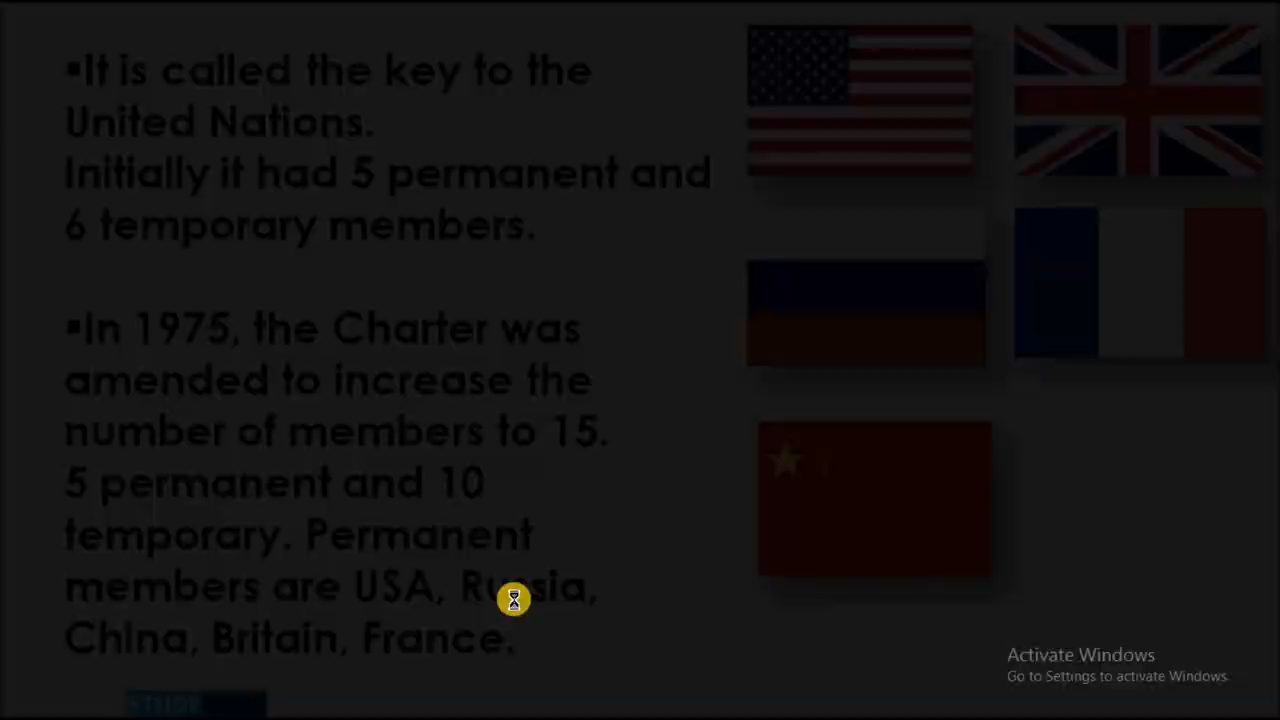 ▪It is called the key to the
United Nations.
Initially it had 5 permanent and
6 temporary members.
▪In 1975, the Charter was
amended to increase the
number of members to 15.
5 permanent and 10
temporary. Permanent
members are USA, Russia,
China, Britain, France.
Activate Windows
Go to Settings to activate Windows.